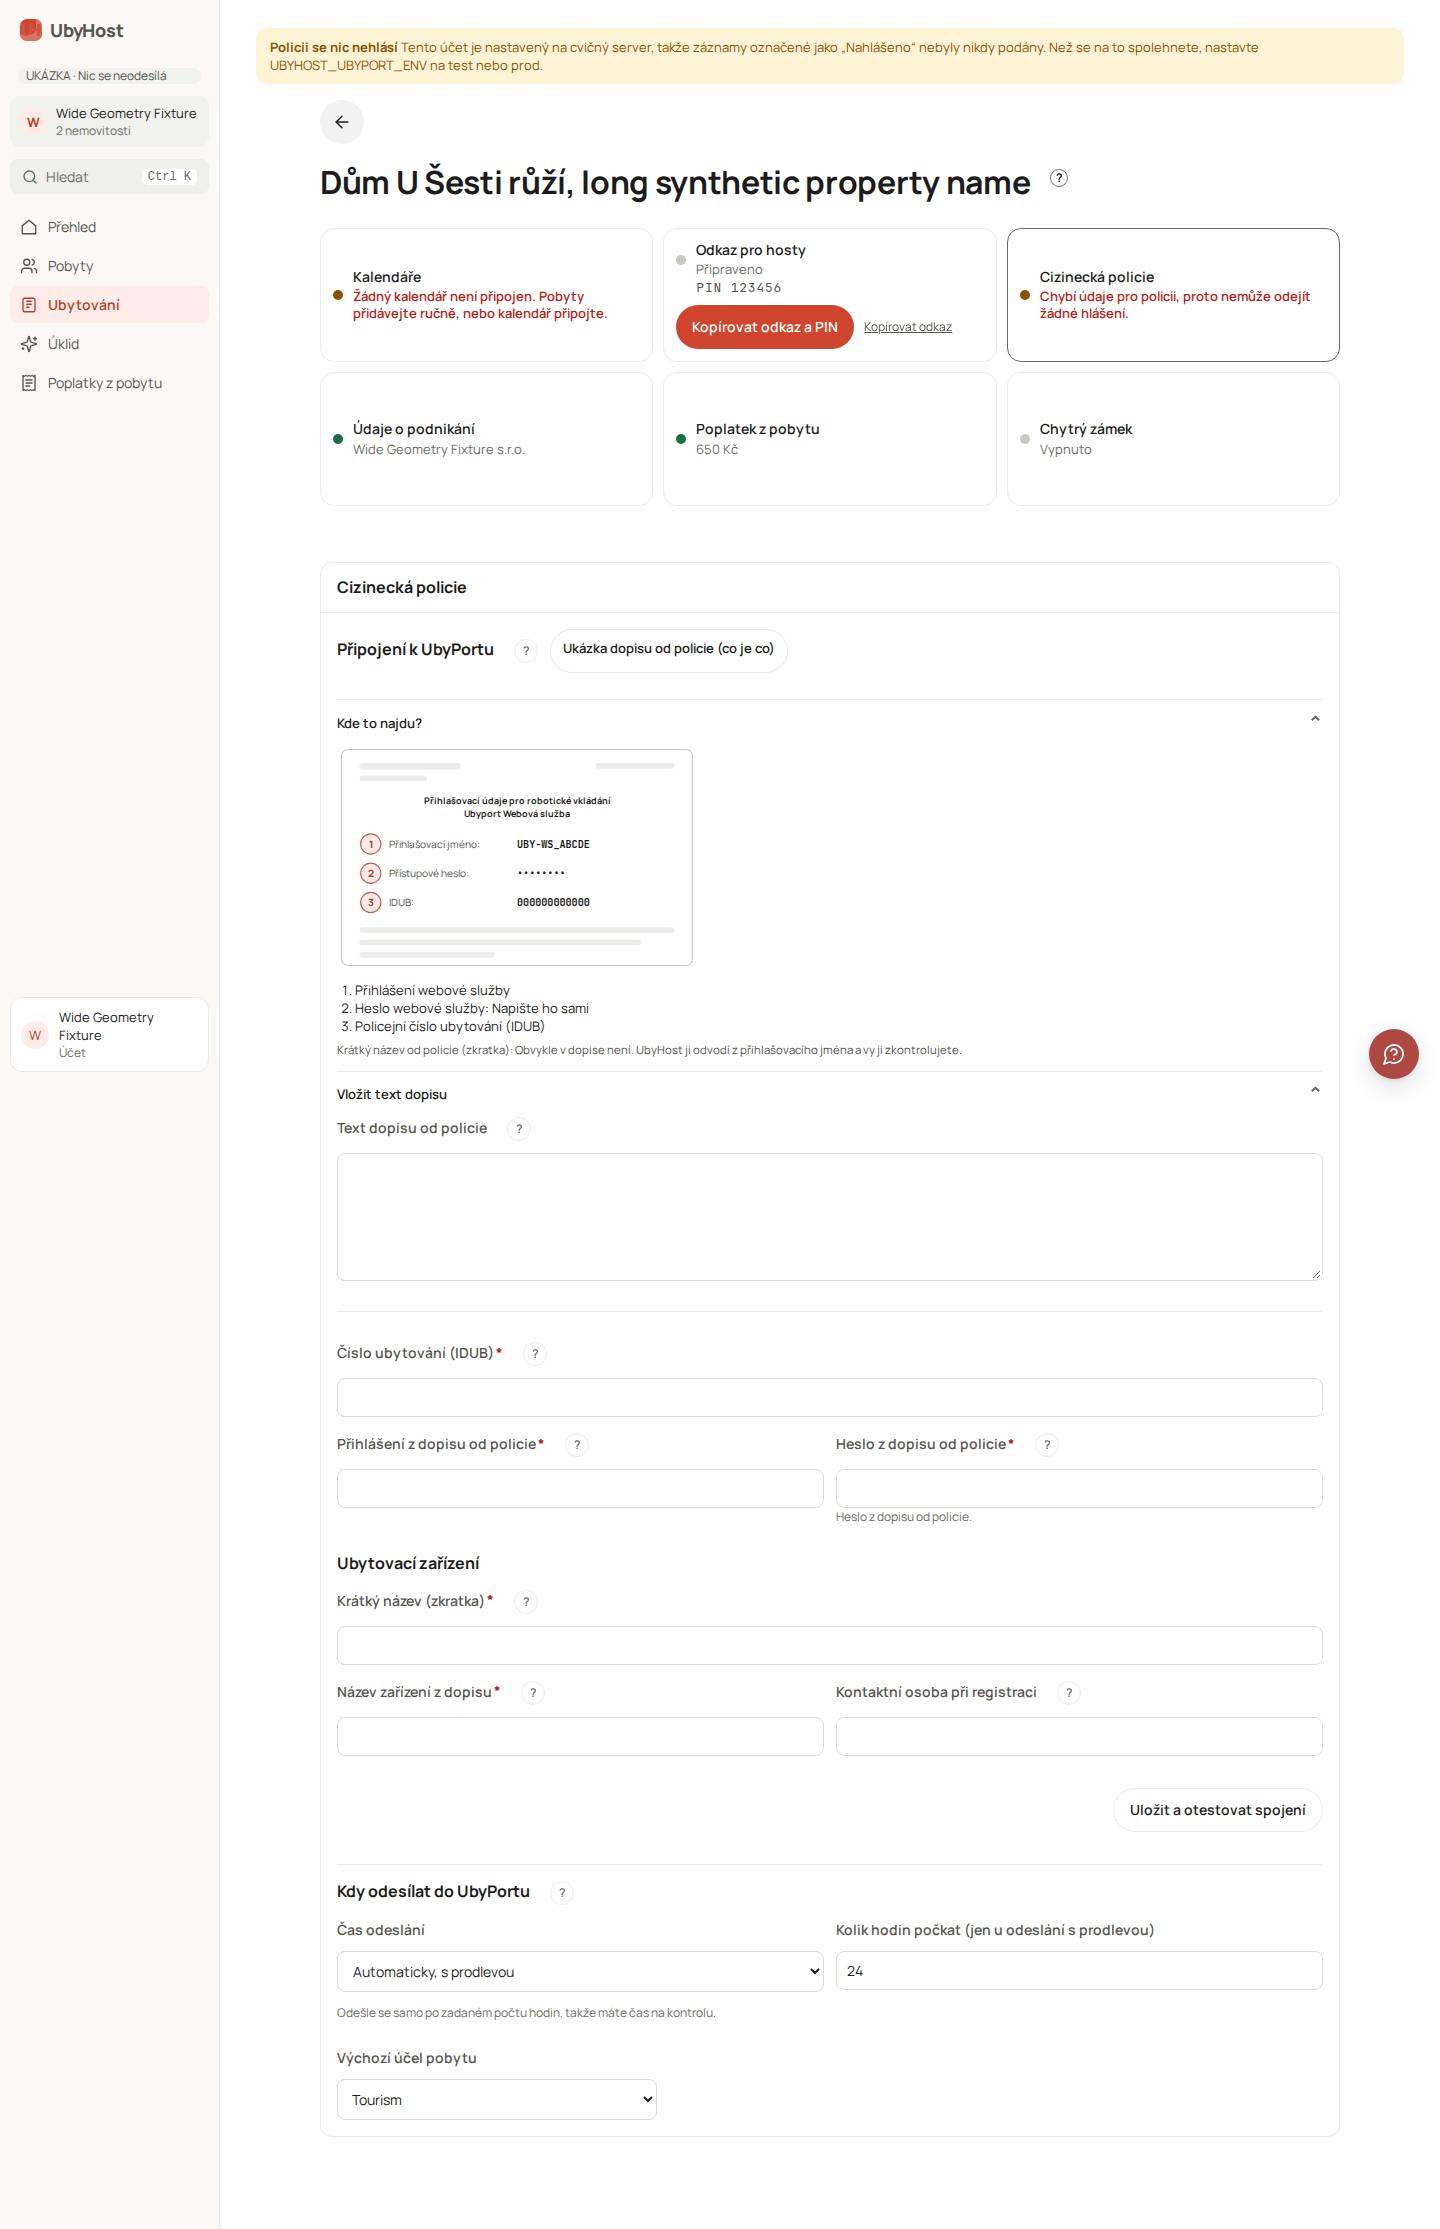 UbyHost
UKÁZKA · Nic se neodesílá
W
Wide Geometry Fixture
2 nemovitosti
Hledat
Ctrl K
Přehled
Pobyty
Ubytování
Úklid
Poplatky z pobytu
W
Wide Geometry
Fixture
Účet
Policii se nic nehlásí Tento účet je nastavený na cvičný server, takže záznamy označené jako „Nahlášeno“ nebyly nikdy podány. Než se na to spolehnete, nastavte
UBYHOST_UBYPORT_ENV na test nebo prod.
Dům U Šesti růží, long synthetic property name
?
Kalendáře
Žádný kalendář není připojen. Pobyty
přidávejte ručně, nebo kalendář připojte.
Odkaz pro hosty
Připraveno
PIN 123456
Kopírovat odkaz a PIN
Kopírovat odkaz
Cizinecká policie
Chybí údaje pro policii, proto nemůže odejít
žádné hlášení.
Údaje o podnikání
Wide Geometry Fixture s.r.o.
Poplatek z pobytu
650 Kč
Chytrý zámek
Vypnuto
Cizinecká policie
Připojení k UbyPortu
?
Ukázka dopisu od policie (co je co)
Kde to najdu?
Přihlašovací údaje pro robotické vkládání
Ubyport Webová služba
1 Přihlašovací jméno: UBY-WS_ABCDE
2 Přístupové heslo: ••••••••
3 IDUB: 000000000000
1. Přihlášení webové služby
2. Heslo webové služby: Napište ho sami
3. Policejní číslo ubytování (IDUB)
Krátký název od policie (zkratka): Obvykle v dopise není. UbyHost ji odvodí z přihlašovacího jména a vy ji zkontrolujete.
Vložit text dopisu
Text dopisu od policie
?
Číslo ubytování (IDUB)*
?
Přihlášení z dopisu od policie*
?
Heslo z dopisu od policie*
?
Heslo z dopisu od policie.
Ubytovací zařízení
Krátký název (zkratka)*
?
Název zařízení z dopisu*
?
Kontaktní osoba při registraci
?
Uložit a otestovat spojení
Kdy odesílat do UbyPortu
?
Čas odeslání
Automaticky, s prodlevou
Kolik hodin počkat (jen u odeslání s prodlevou)
24
Odešle se samo po zadaném počtu hodin, takže máte čas na kontrolu.
Výchozí účel pobytu
Tourism